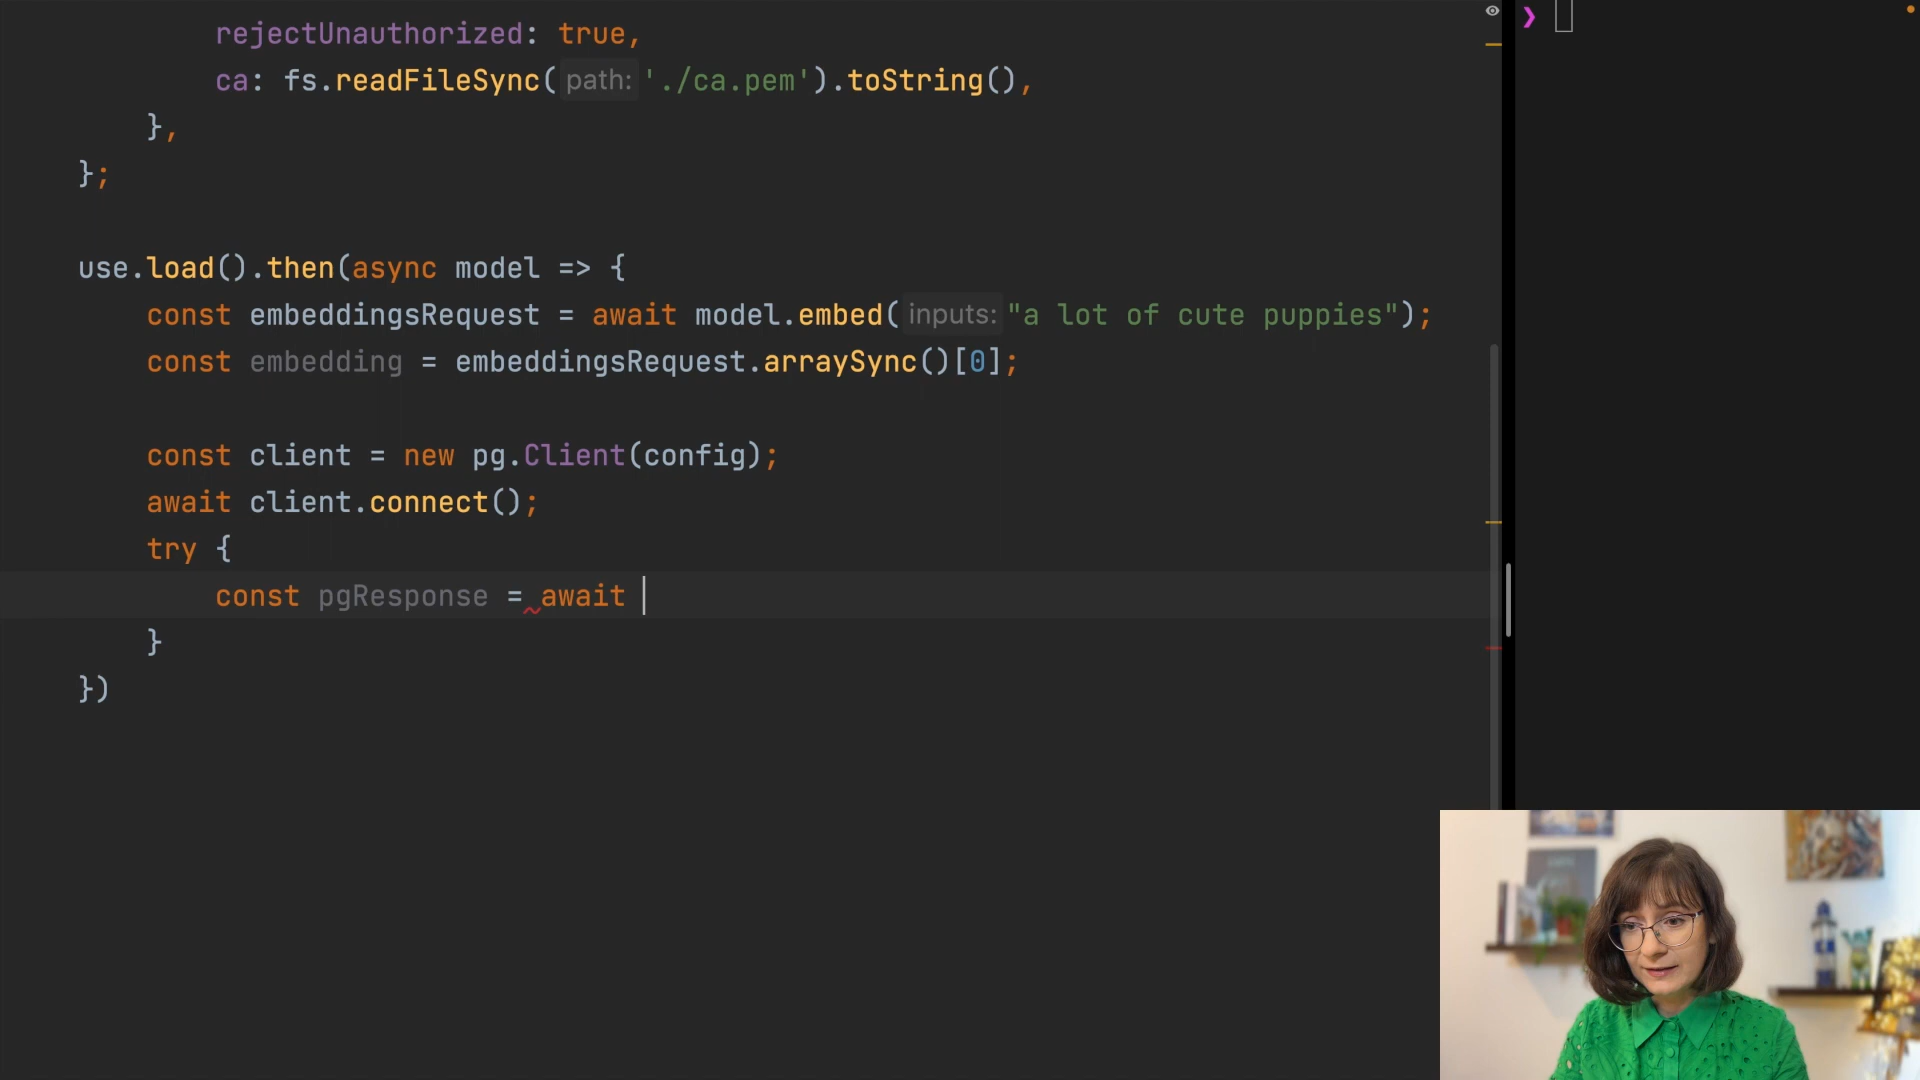 rejectUnauthorized: true,
ca: fs.readFileSync( path: './ca.pem').toString(),
},
};
❯
use.load().then(async model => {
const embeddingsRequest = await model.embed( inputs: "a lot of cute puppies");
const embedding = embeddingsRequest.arraySync()[0];
const client = new pg.Client(config);
await client.connect();
try {
const pgResponse = await
}
})